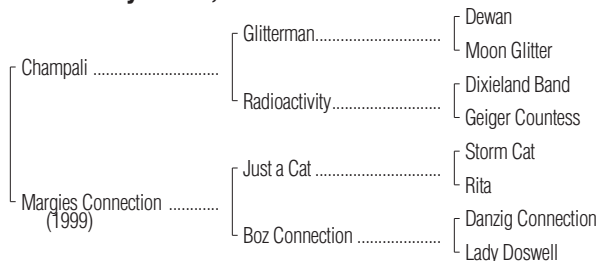 Dewan
Glitterman....................................
Moon Glitter
Champali ....................................
Dixieland Band
Radioactivity................................
Geiger Countess
Storm Cat
Just a Cat ....................................
Rita
Margies Connection ............
(1999)
Danzig Connection
Boz Connection ........................
Lady Doswell